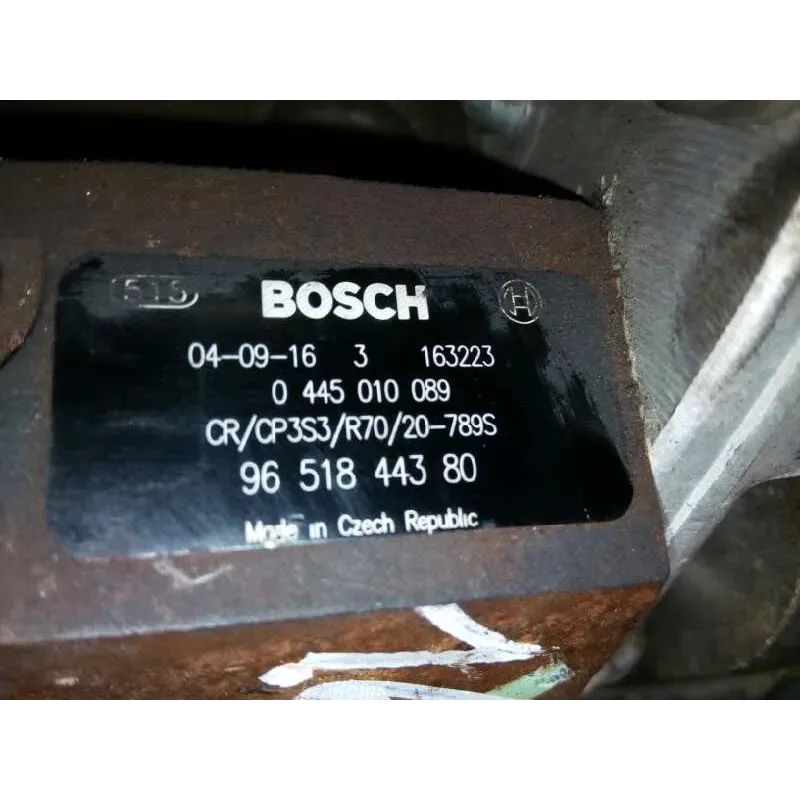 BOSCH
04-09-16 3 163223
0 445 010 089
CR/CP3S3/R70/20-789S
96 518 443 80
Made in Czech Republic